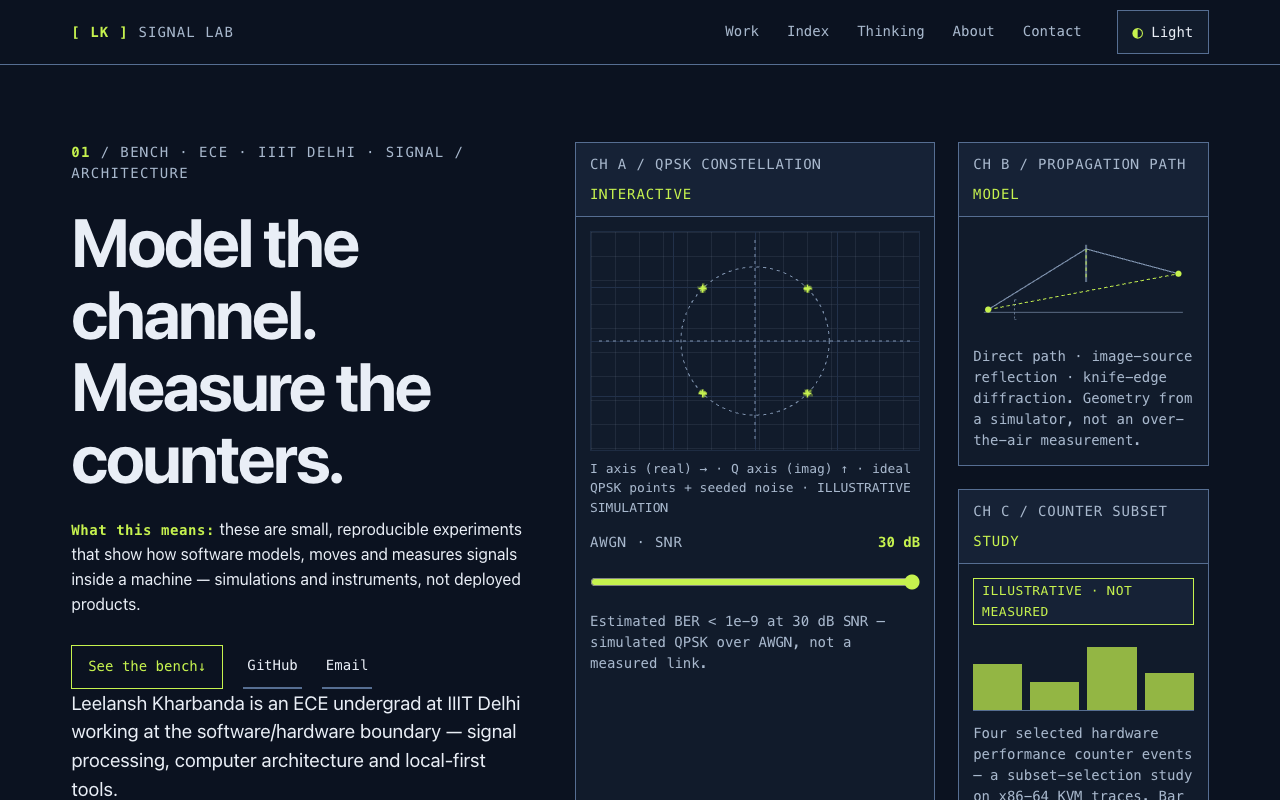 [ LK ] SIGNAL LAB
Work Index Thinking About Contact ◐ Light
01 / BENCH · ECE · IIIT DELHI · SIGNAL /
ARCHITECTURE
Model the
channel.
Measure the
counters.
What this means: these are small, reproducible experiments
that show how software models, moves and measures signals
inside a machine — simulations and instruments, not deployed
products.
See the bench↓ GitHub Email
Leelansh Kharbanda is an ECE undergrad at IIIT Delhi
working at the software/hardware boundary — signal
processing, computer architecture and local-first
tools.
CH A / QPSK CONSTELLATION
INTERACTIVE
I axis (real) → · Q axis (imag) ↑ · ideal
QPSK points + seeded noise · ILLUSTRATIVE
SIMULATION
AWGN · SNR 30 dB
Estimated BER < 1e−9 at 30 dB SNR —
simulated QPSK over AWGN, not a
measured link.
CH B / PROPAGATION PATH
MODEL
Direct path · image-source
reflection · knife-edge
diffraction. Geometry from
a simulator, not an over-
the-air measurement.
CH C / COUNTER SUBSET
STUDY
ILLUSTRATIVE · NOT
MEASURED
Four selected hardware
performance counter events
— a subset-selection study
on x86-64 KVM traces. Bar